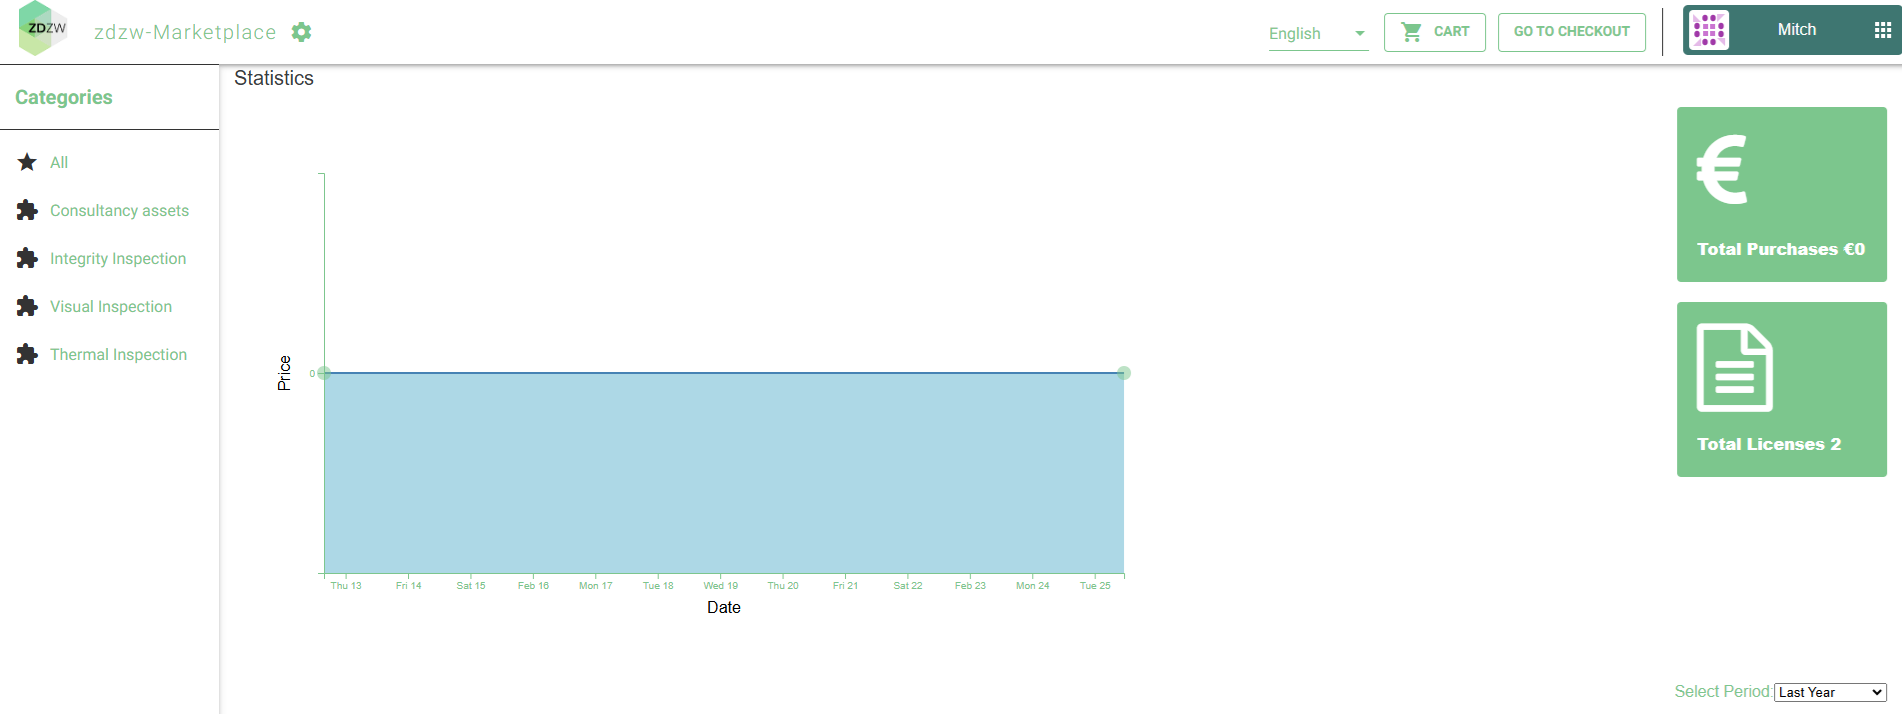 ZDZW
zdzw-Marketplace
English
CART
GO TO CHECKOUT
Mitch
Categories
All
Consultancy assets
Integrity Inspection
Visual Inspection
Thermal Inspection
Statistics
Price
0
Thu 13 Fri 14 Sat 15 Feb 16 Mon 17 Tue 18 Wed 19 Thu 20 Fri 21 Sat 22 Feb 23 Mon 24 Tue 25
Date
€
Total Purchases €0
Total Licenses 2
Select Period: Last Year